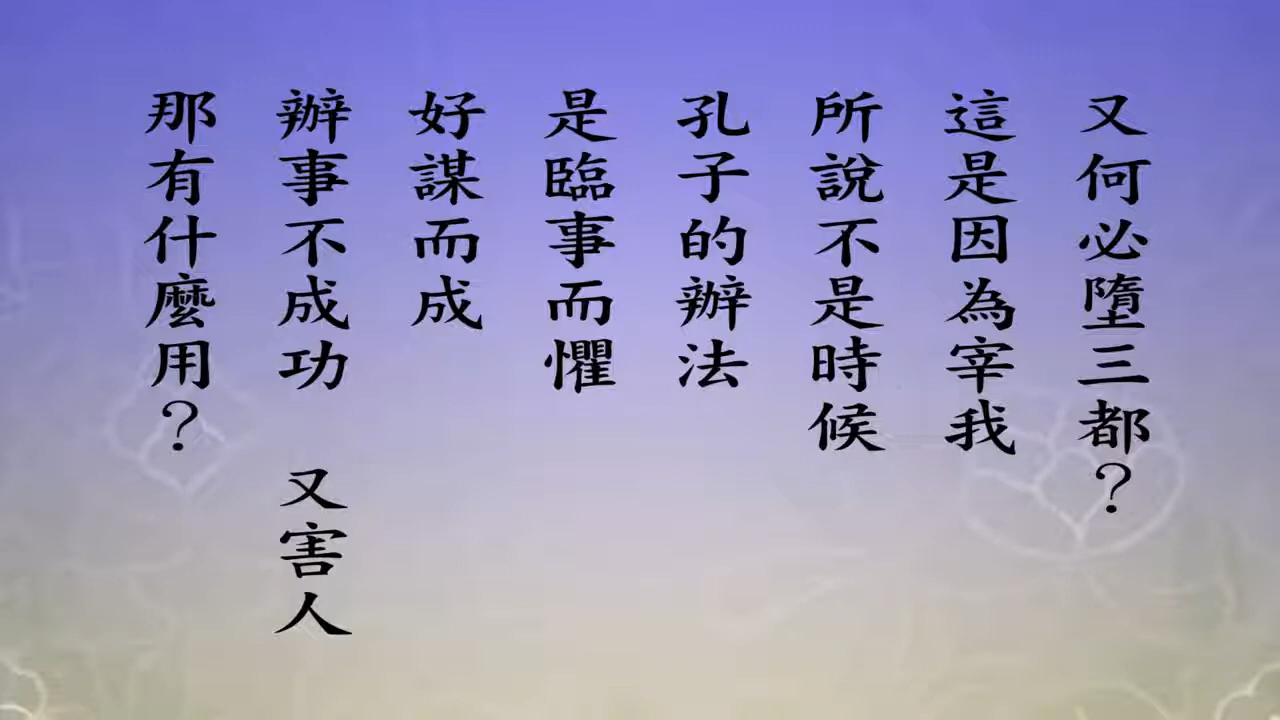 又何必墮三都？
這是因為宰我
所說不是時候
孔子的辦法
是臨事而懼
好謀而成
辦事不成功　又害人
那有什麼用？